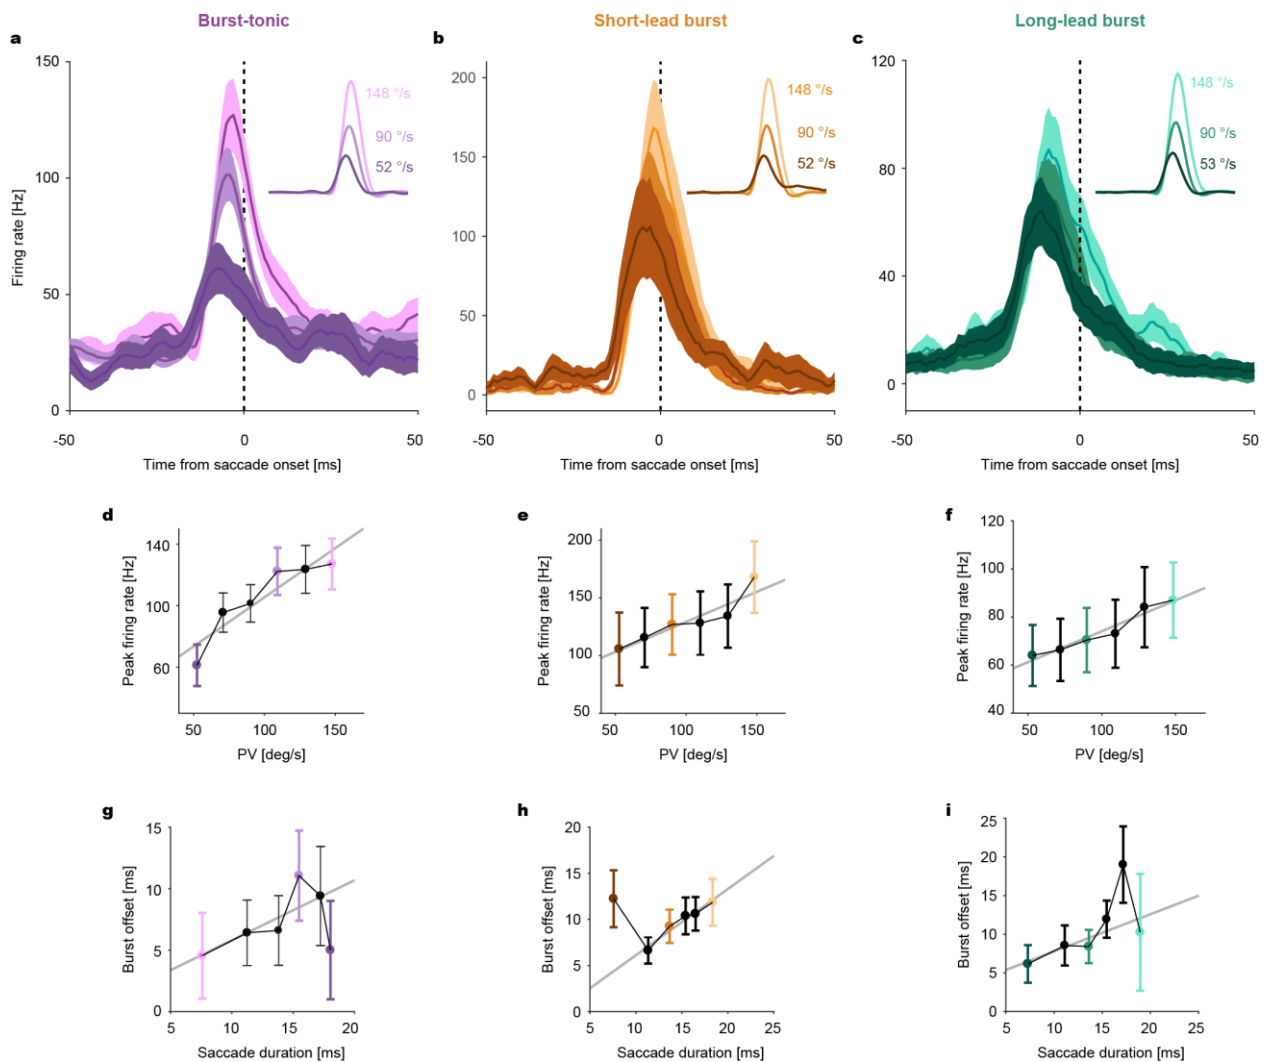 Burst-tonic
Short-lead burst
Long-lead burst
a
150
100
50
0
Firing rate [Hz]
148 °/s
90 °/s
52 °/s
-50
0
50
Time from saccade onset [ms]
b
200
150
100
50
0
148 °/s
90 °/s
52 °/s
-50
0
50
Time from saccade onset [ms]
c
120
80
40
0
148 °/s
90 °/s
53 °/s
-50
0
50
Time from saccade onset [ms]
d
140
100
60
Peak firing rate [Hz]
50
100
150
PV [deg/s]
e
200
150
100
50
Peak firing rate [Hz]
50
100
150
PV [deg/s]
f
120
100
80
60
40
Peak firing rate [Hz]
50
100
150
PV [deg/s]
g
15
10
5
0
Burst offset [ms]
5
10
15
20
Saccade duration [ms]
h
20
15
10
5
0
Burst offset [ms]
5
10
15
20
25
Saccade duration [ms]
i
25
20
15
10
5
0
Burst offset [ms]
5
10
15
20
25
Saccade duration [ms]